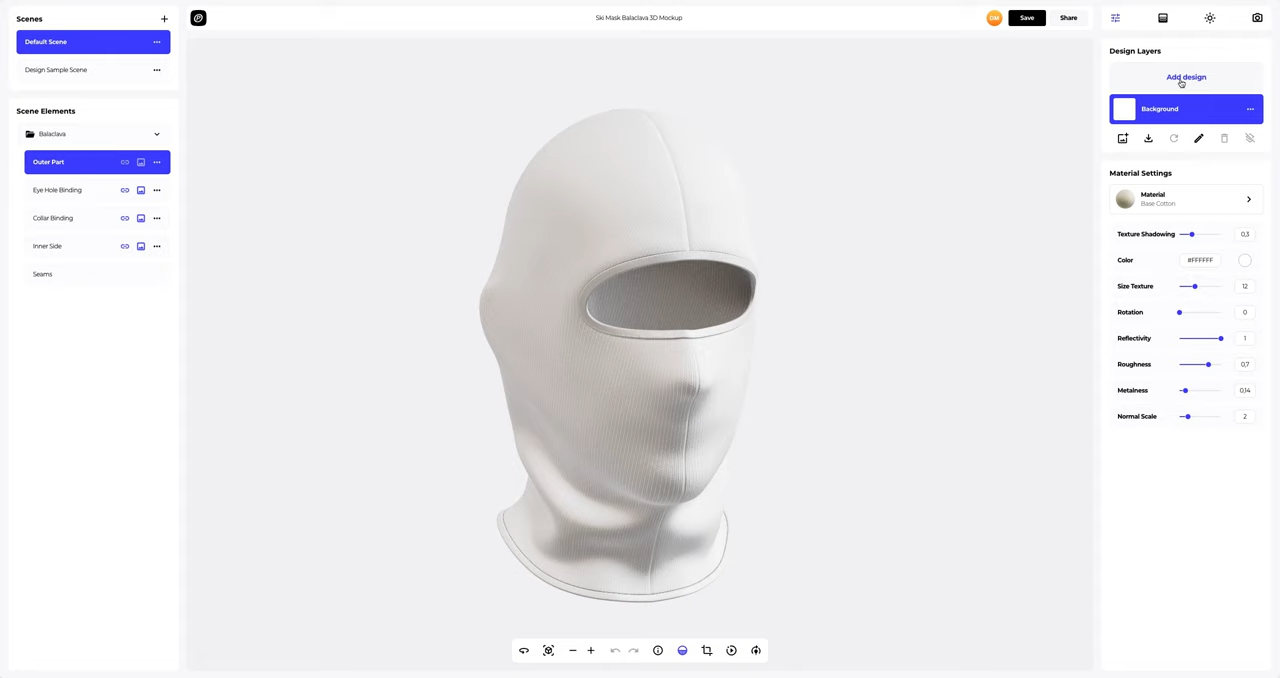 Scenes
Default Scene
Design Sample Scene
Scene Elements
Balaclava
Outer Part
Eye Hole Binding
Collar Binding
Inner Side
Seams
Ski Mask Balaclava 3D Mockup
DM
Save
Share
Design Layers
Add design
Background
Material Settings
Material
Base Cotton
Texture Shadowing 0,3
Color #FFFFFF
Size Texture 12
Rotation 0
Reflectivity 1
Roughness 0,7
Metalness 0,14
Normal Scale 2